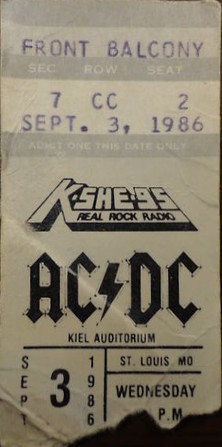 FRONT BALCONY
SEC ROW SEAT
7 CC 2
SEPT. 3, 1986
ADMIT ONE THIS DATE ONLY
K-SHE-95
REAL ROCK RADIO
AC/DC
KIEL AUDITORIUM
SEPT 3 1986
ST. LOUIS MO
WEDNESDAY
P.M